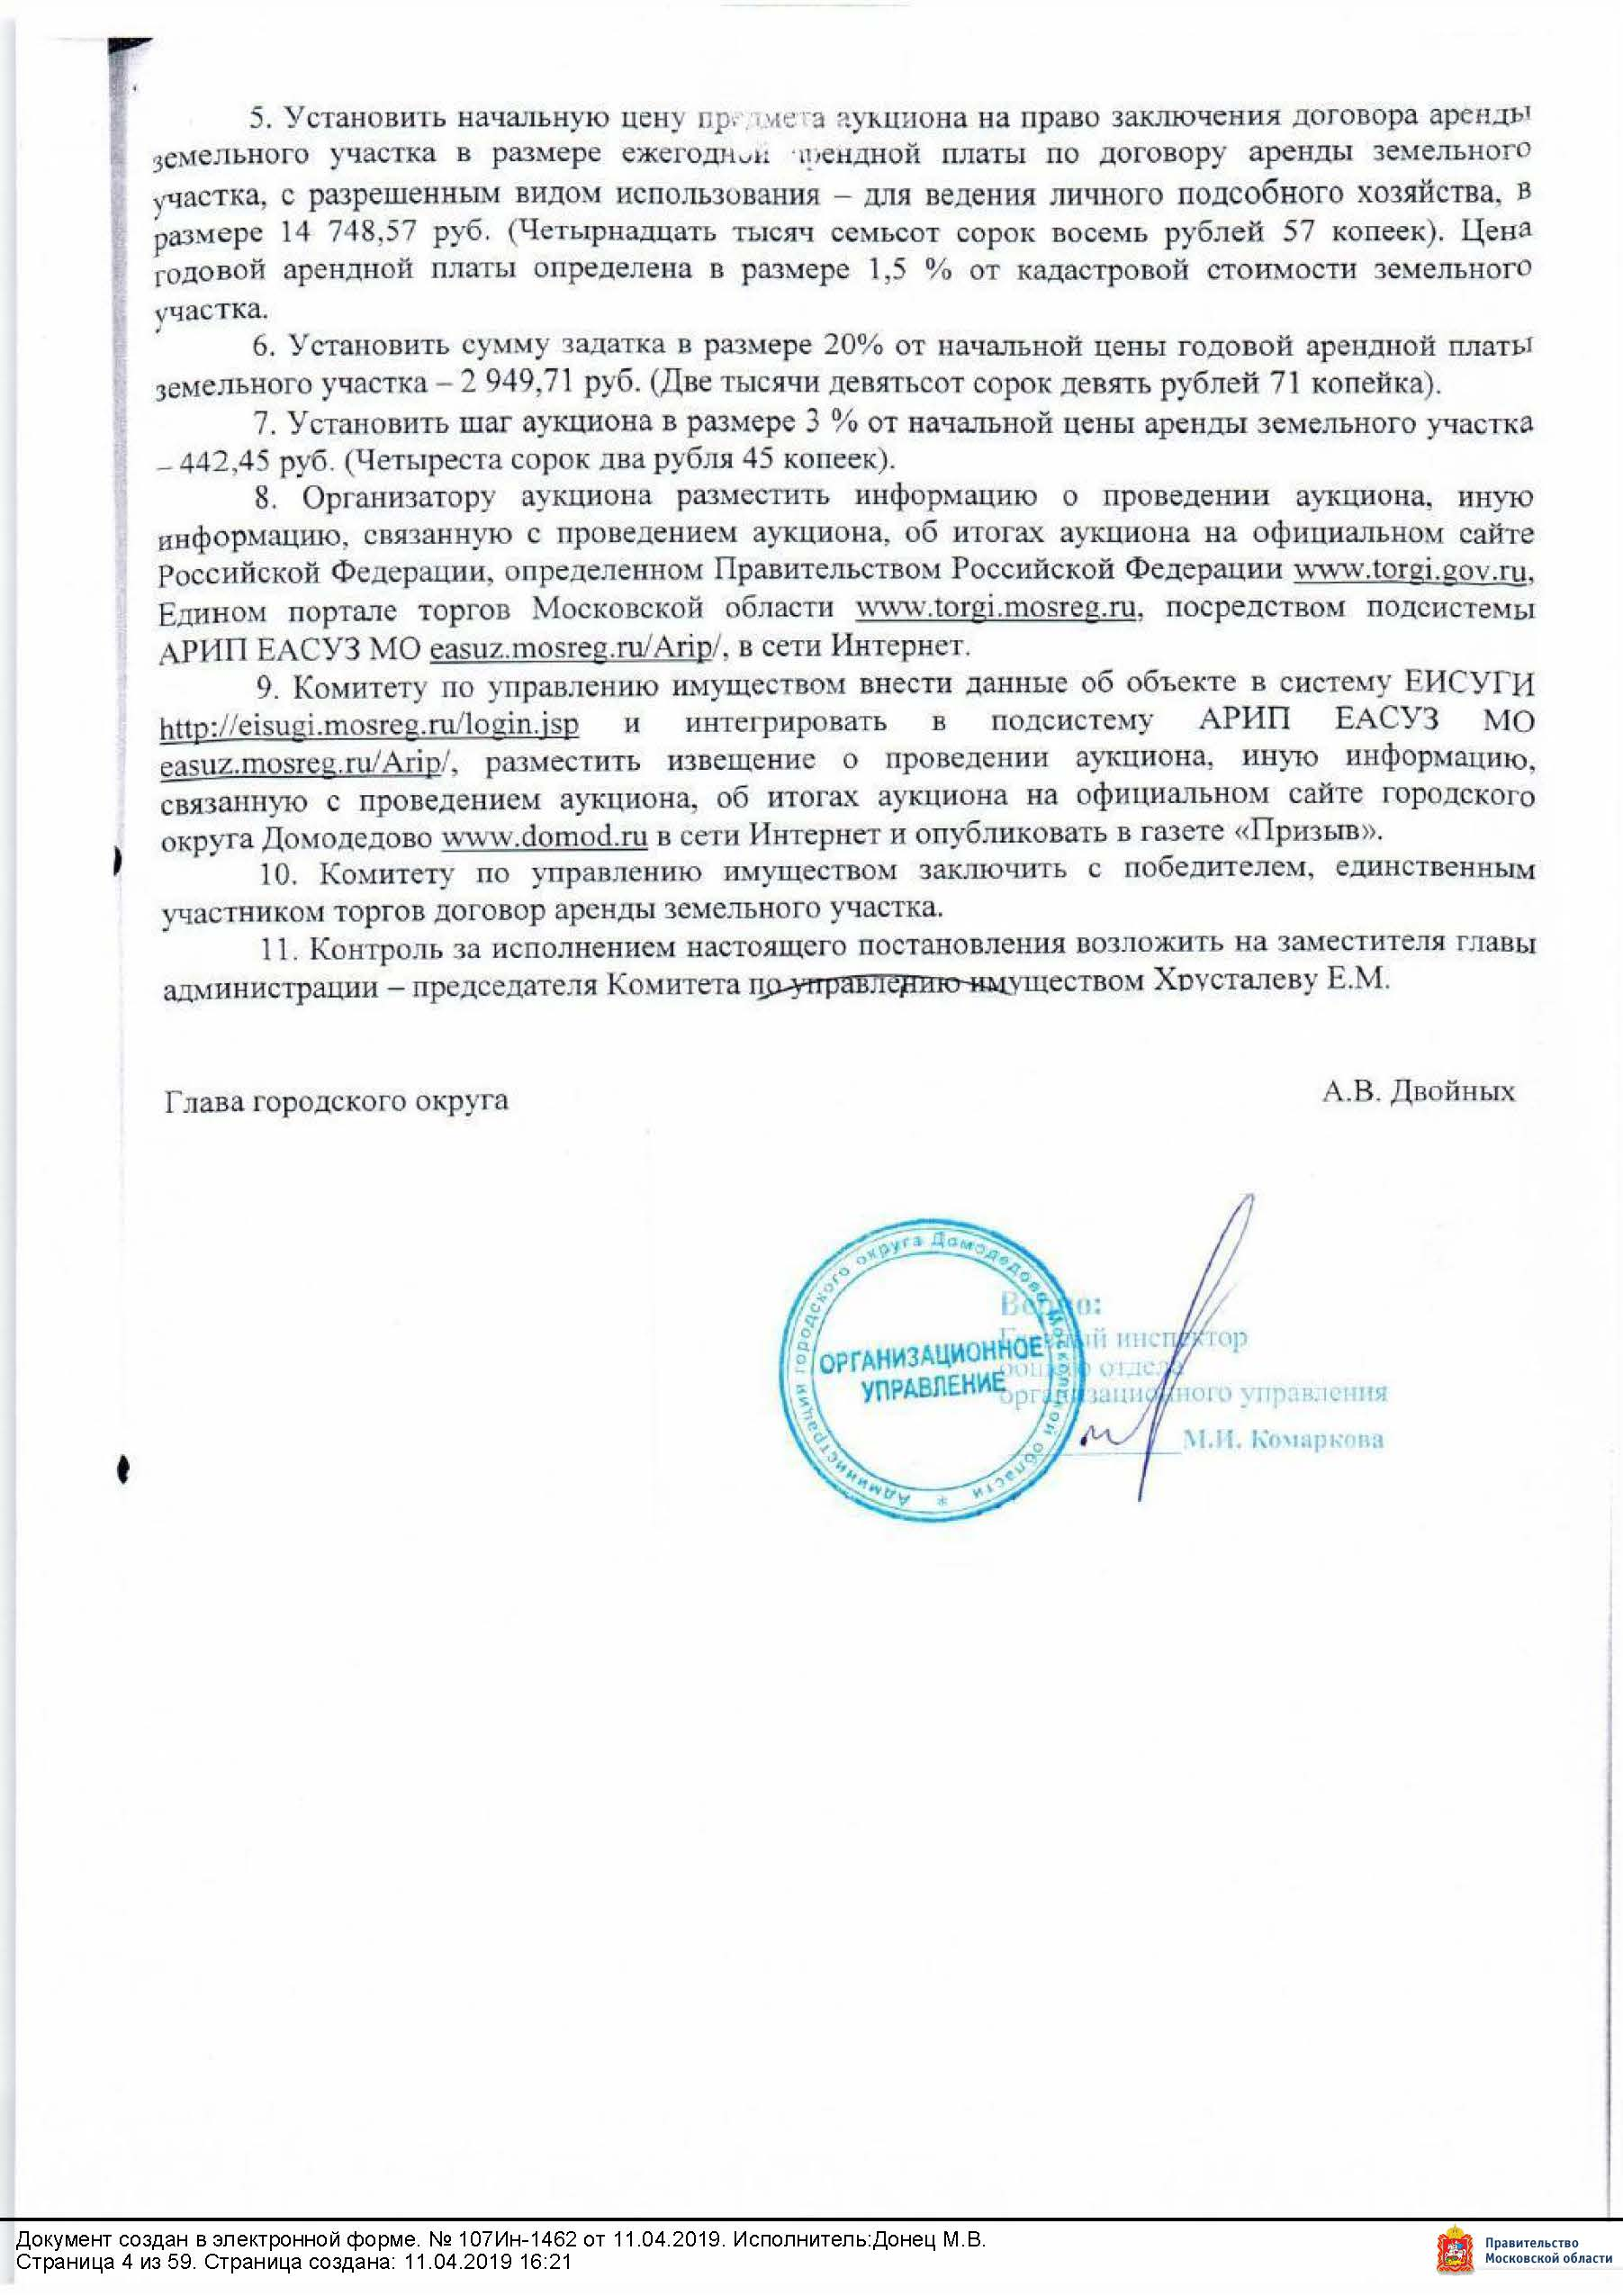 5. Установить начальную цену предмета аукциона на право заключения договора аренды
земельного участка в размере ежегодной арендной платы по договору аренды земельного
участка, с разрешенным видом использования – для ведения личного подсобного хозяйства, в
размере 14 748,57 руб. (Четырнадцать тысяч семьсот сорок восемь рублей 57 копеек). Цена
годовой арендной платы определена в размере 1,5 % от кадастровой стоимости земельного
участка.
6. Установить сумму задатка в размере 20% от начальной цены годовой арендной платы
земельного участка – 2 949,71 руб. (Две тысячи девятьсот сорок девять рублей 71 копейка).
7. Установить шаг аукциона в размере 3 % от начальной цены аренды земельного участка
– 442,45 руб. (Четыреста сорок два рубля 45 копеек).
8. Организатору аукциона разместить информацию о проведении аукциона, иную
информацию, связанную с проведением аукциона, об итогах аукциона на официальном сайте
Российской Федерации, определенном Правительством Российской Федерации www.torgi.gov.ru,
Едином портале торгов Московской области www.torgi.mosreg.ru, посредством подсистемы
АРИП ЕАСУЗ МО easuz.mosreg.ru/Arip/, в сети Интернет.
9. Комитету по управлению имуществом внести данные об объекте в систему ЕИСУГИ
http://eisugi.mosreg.ru/login.jsp и интегрировать в подсистему АРИП ЕАСУЗ МО
easuz.mosreg.ru/Arip/, разместить извещение о проведении аукциона, иную информацию,
связанную с проведением аукциона, об итогах аукциона на официальном сайте городского
округа Домодедово www.domod.ru в сети Интернет и опубликовать в газете «Призыв».
10. Комитету по управлению имуществом заключить с победителем, единственным
участником торгов договор аренды земельного участка.
11. Контроль за исполнением настоящего постановления возложить на заместителя главы
администрации – председателя Комитета по управлению имуществом Хрусталеву Е.М.
Глава городского округа
А.В. Двойных
Администрация городского округа Домодедово Московской области *
ОРГАНИЗАЦИОННОЕ
УПРАВЛЕНИЕ
Верно:
Главный инспектор
отдела
организационного управления
М.И. Комаркова
Документ создан в электронной форме. № 107Ин-1462 от 11.04.2019. Исполнитель:Донец М.В.
Страница 4 из 59. Страница создана: 11.04.2019 16:21
Правительство
Московской области